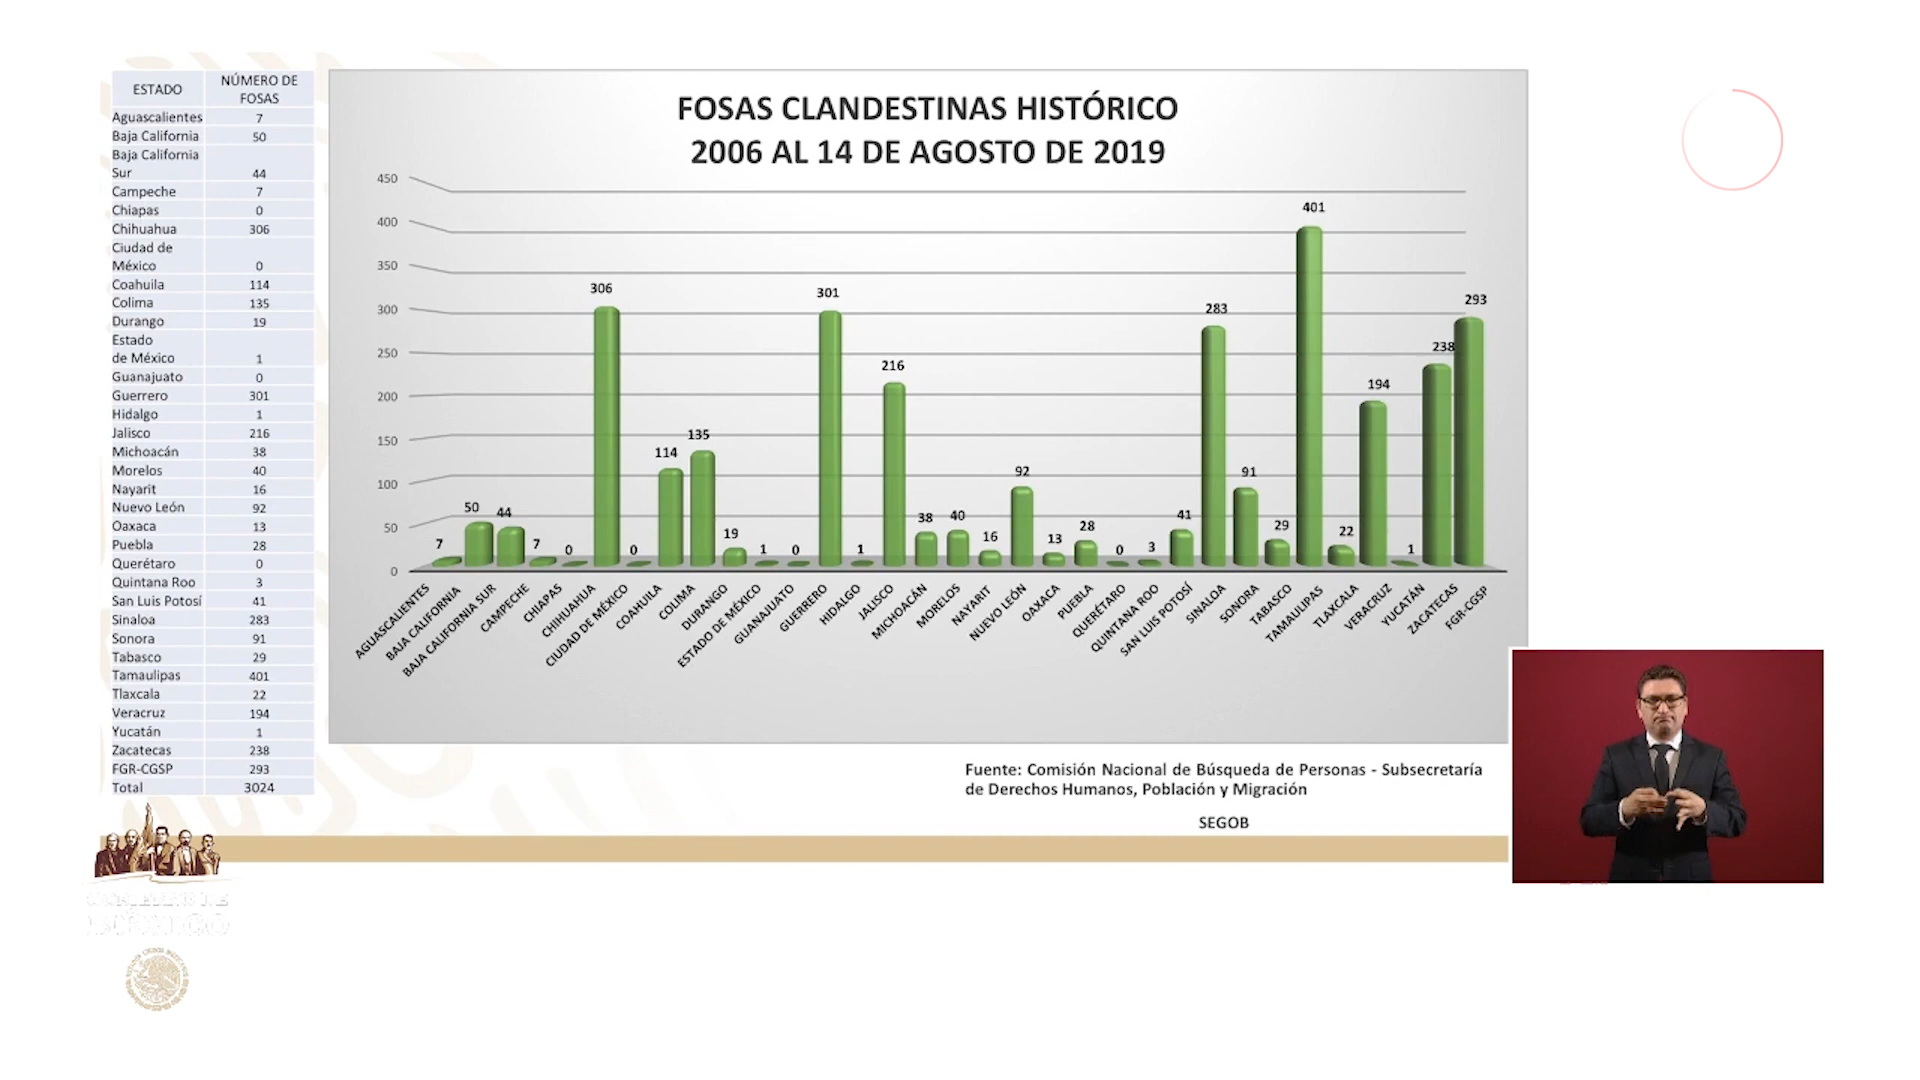 ESTADO NÚMERO DE
FOSAS
Aguascalientes 7
Baja California 50
Baja California
Sur 44
Campeche 7
Chiapas 0
Chihuahua 306
Ciudad de
México 0
Coahuila 114
Colima 135
Durango 19
Estado
de México 1
Guanajuato 0
Guerrero 301
Hidalgo 1
Jalisco 216
Michoacán 38
Morelos 40
Nayarit 16
Nuevo León 92
Oaxaca 13
Puebla 28
Querétaro 0
Quintana Roo 3
San Luis Potosí 41
Sinaloa 283
Sonora 91
Tabasco 29
Tamaulipas 401
Tlaxcala 22
Veracruz 194
Yucatán 1
Zacatecas 238
FGR-CGSP 293
Total 3024
FOSAS CLANDESTINAS HISTÓRICO
2006 AL 14 DE AGOSTO DE 2019
450
400
350
300
250
200
150
100
50
0
7
50
44
7
0
306
0
114
135
19
1
0
301
1
216
38
40
16
92
13
28
0
3
41
283
91
29
401
22
194
1
238
293
AGUASCALIENTES
BAJA CALIFORNIA
BAJA CALIFORNIA SUR
CAMPECHE
CHIAPAS
CHIHUAHUA
CIUDAD DE MÉXICO
COAHUILA
COLIMA
DURANGO
ESTADO DE MÉXICO
GUANAJUATO
GUERRERO
HIDALGO
JALISCO
MICHOACÁN
MORELOS
NAYARIT
NUEVO LEÓN
OAXACA
PUEBLA
QUERÉTARO
QUINTANA ROO
SAN LUIS POTOSÍ
SINALOA
SONORA
TABASCO
TAMAULIPAS
TLAXCALA
VERACRUZ
YUCATÁN
ZACATECAS
FGR-CGSP
Fuente: Comisión Nacional de Búsqueda de Personas - Subsecretaría
de Derechos Humanos, Población y Migración
SEGOB
GOBIERNO DE
MÉXICO